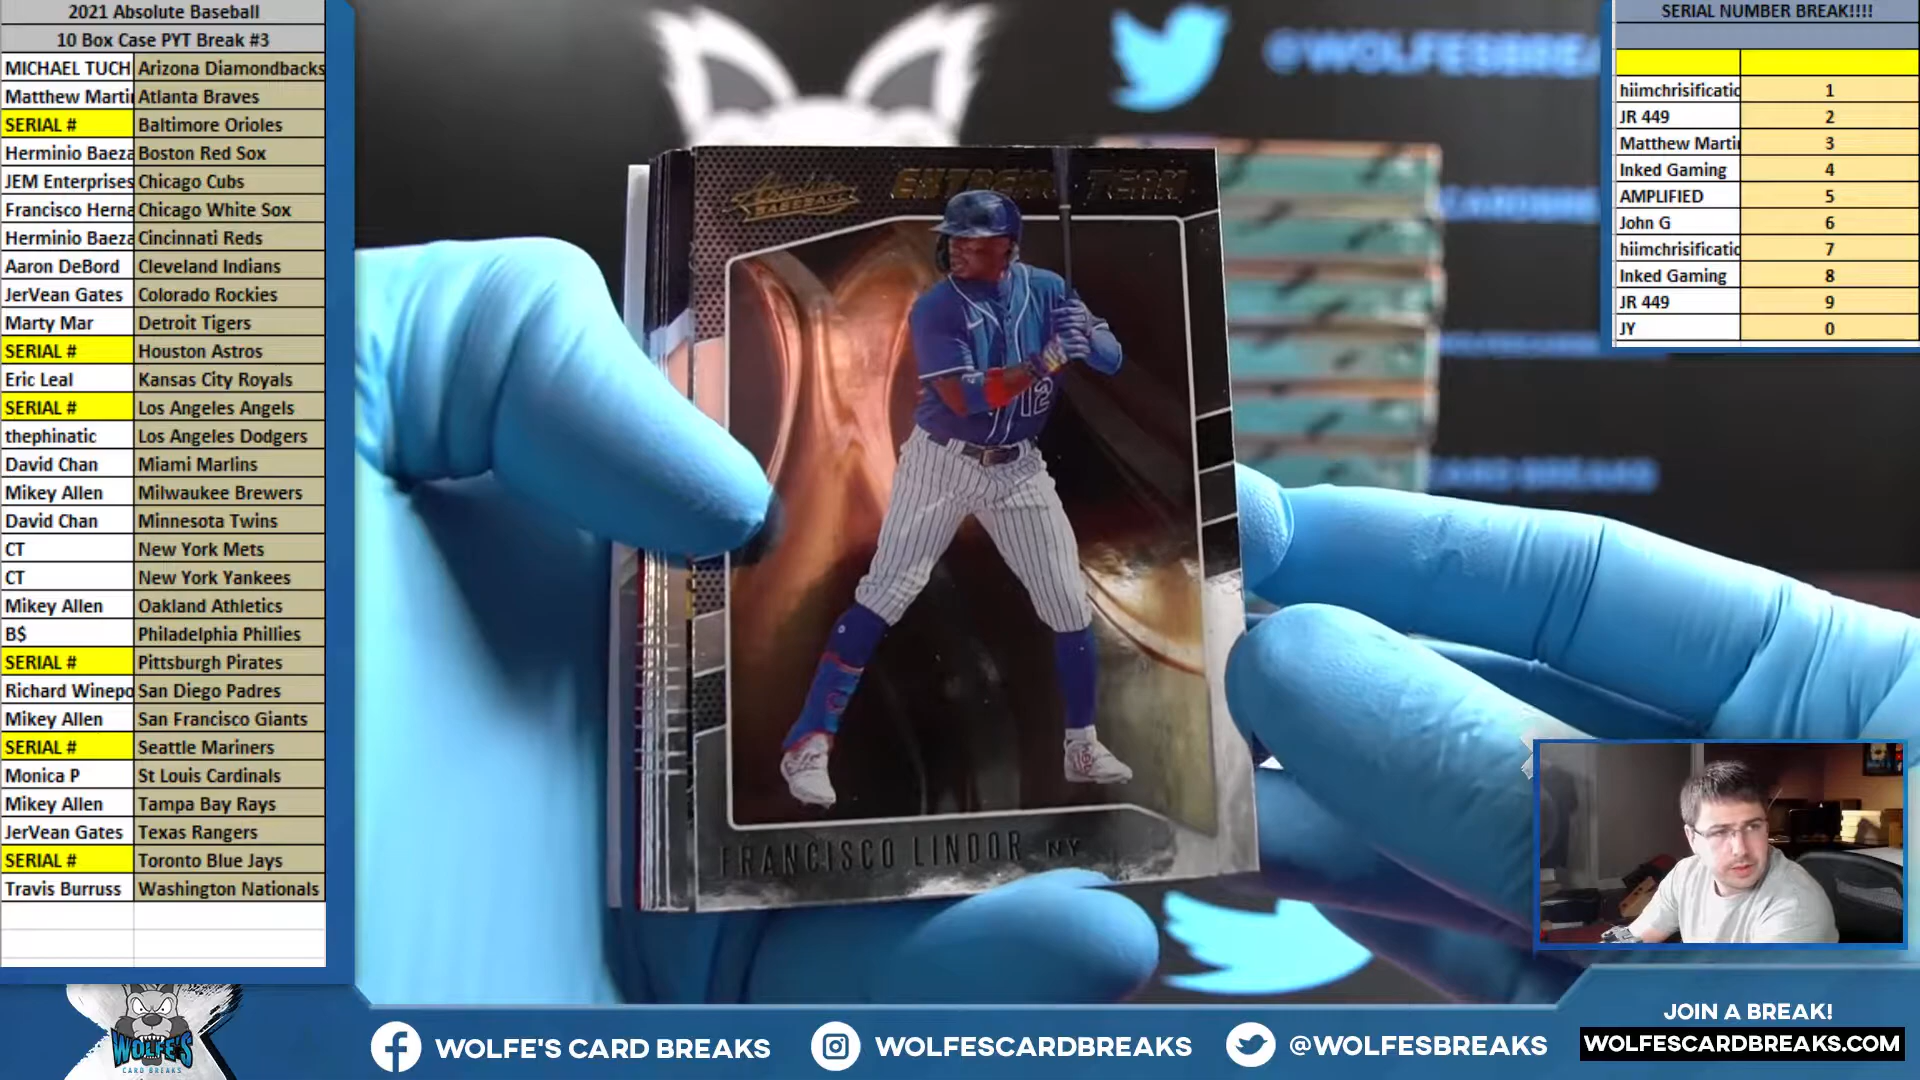 2021 Absolute Baseball
10 Box Case PYT Break #3
MICHAEL TUCH Arizona Diamondbacks
Matthew Marti Atlanta Braves
SERIAL # Baltimore Orioles
Herminio Baeza Boston Red Sox
JEM Enterprises Chicago Cubs
Francisco Herna Chicago White Sox
Herminio Baeza Cincinnati Reds
Aaron DeBord Cleveland Indians
JerVean Gates Colorado Rockies
Marty Mar Detroit Tigers
SERIAL # Houston Astros
Eric Leal Kansas City Royals
SERIAL # Los Angeles Angels
thephinatic Los Angeles Dodgers
David Chan Miami Marlins
Mikey Allen Milwaukee Brewers
David Chan Minnesota Twins
CT New York Mets
CT New York Yankees
Mikey Allen Oakland Athletics
B$ Philadelphia Phillies
SERIAL # Pittsburgh Pirates
Richard Winepo San Diego Padres
Mikey Allen San Francisco Giants
SERIAL # Seattle Mariners
Monica P St Louis Cardinals
Mikey Allen Tampa Bay Rays
JerVean Gates Texas Rangers
SERIAL # Toronto Blue Jays
Travis Burruss Washington Nationals
@WOLFESBREA
CARD BREAKS
Absolute
BASEBALL
EXTREME TEAM
12
FRANCISCO LINDOR NY
SERIAL NUMBER BREAK!!!!
hiimchrisificatio 1
JR 449 2
Matthew Marti 3
Inked Gaming 4
AMPLIFIED 5
John G 6
hiimchrisificatio 7
Inked Gaming 8
JR 449 9
JY 0
WOLFE'S
CARD BREAKS
WOLFE'S CARD BREAKS
WOLFESCARDBREAKS
@WOLFESBREAKS
JOIN A BREAK!
WOLFESCARDBREAKS.COM